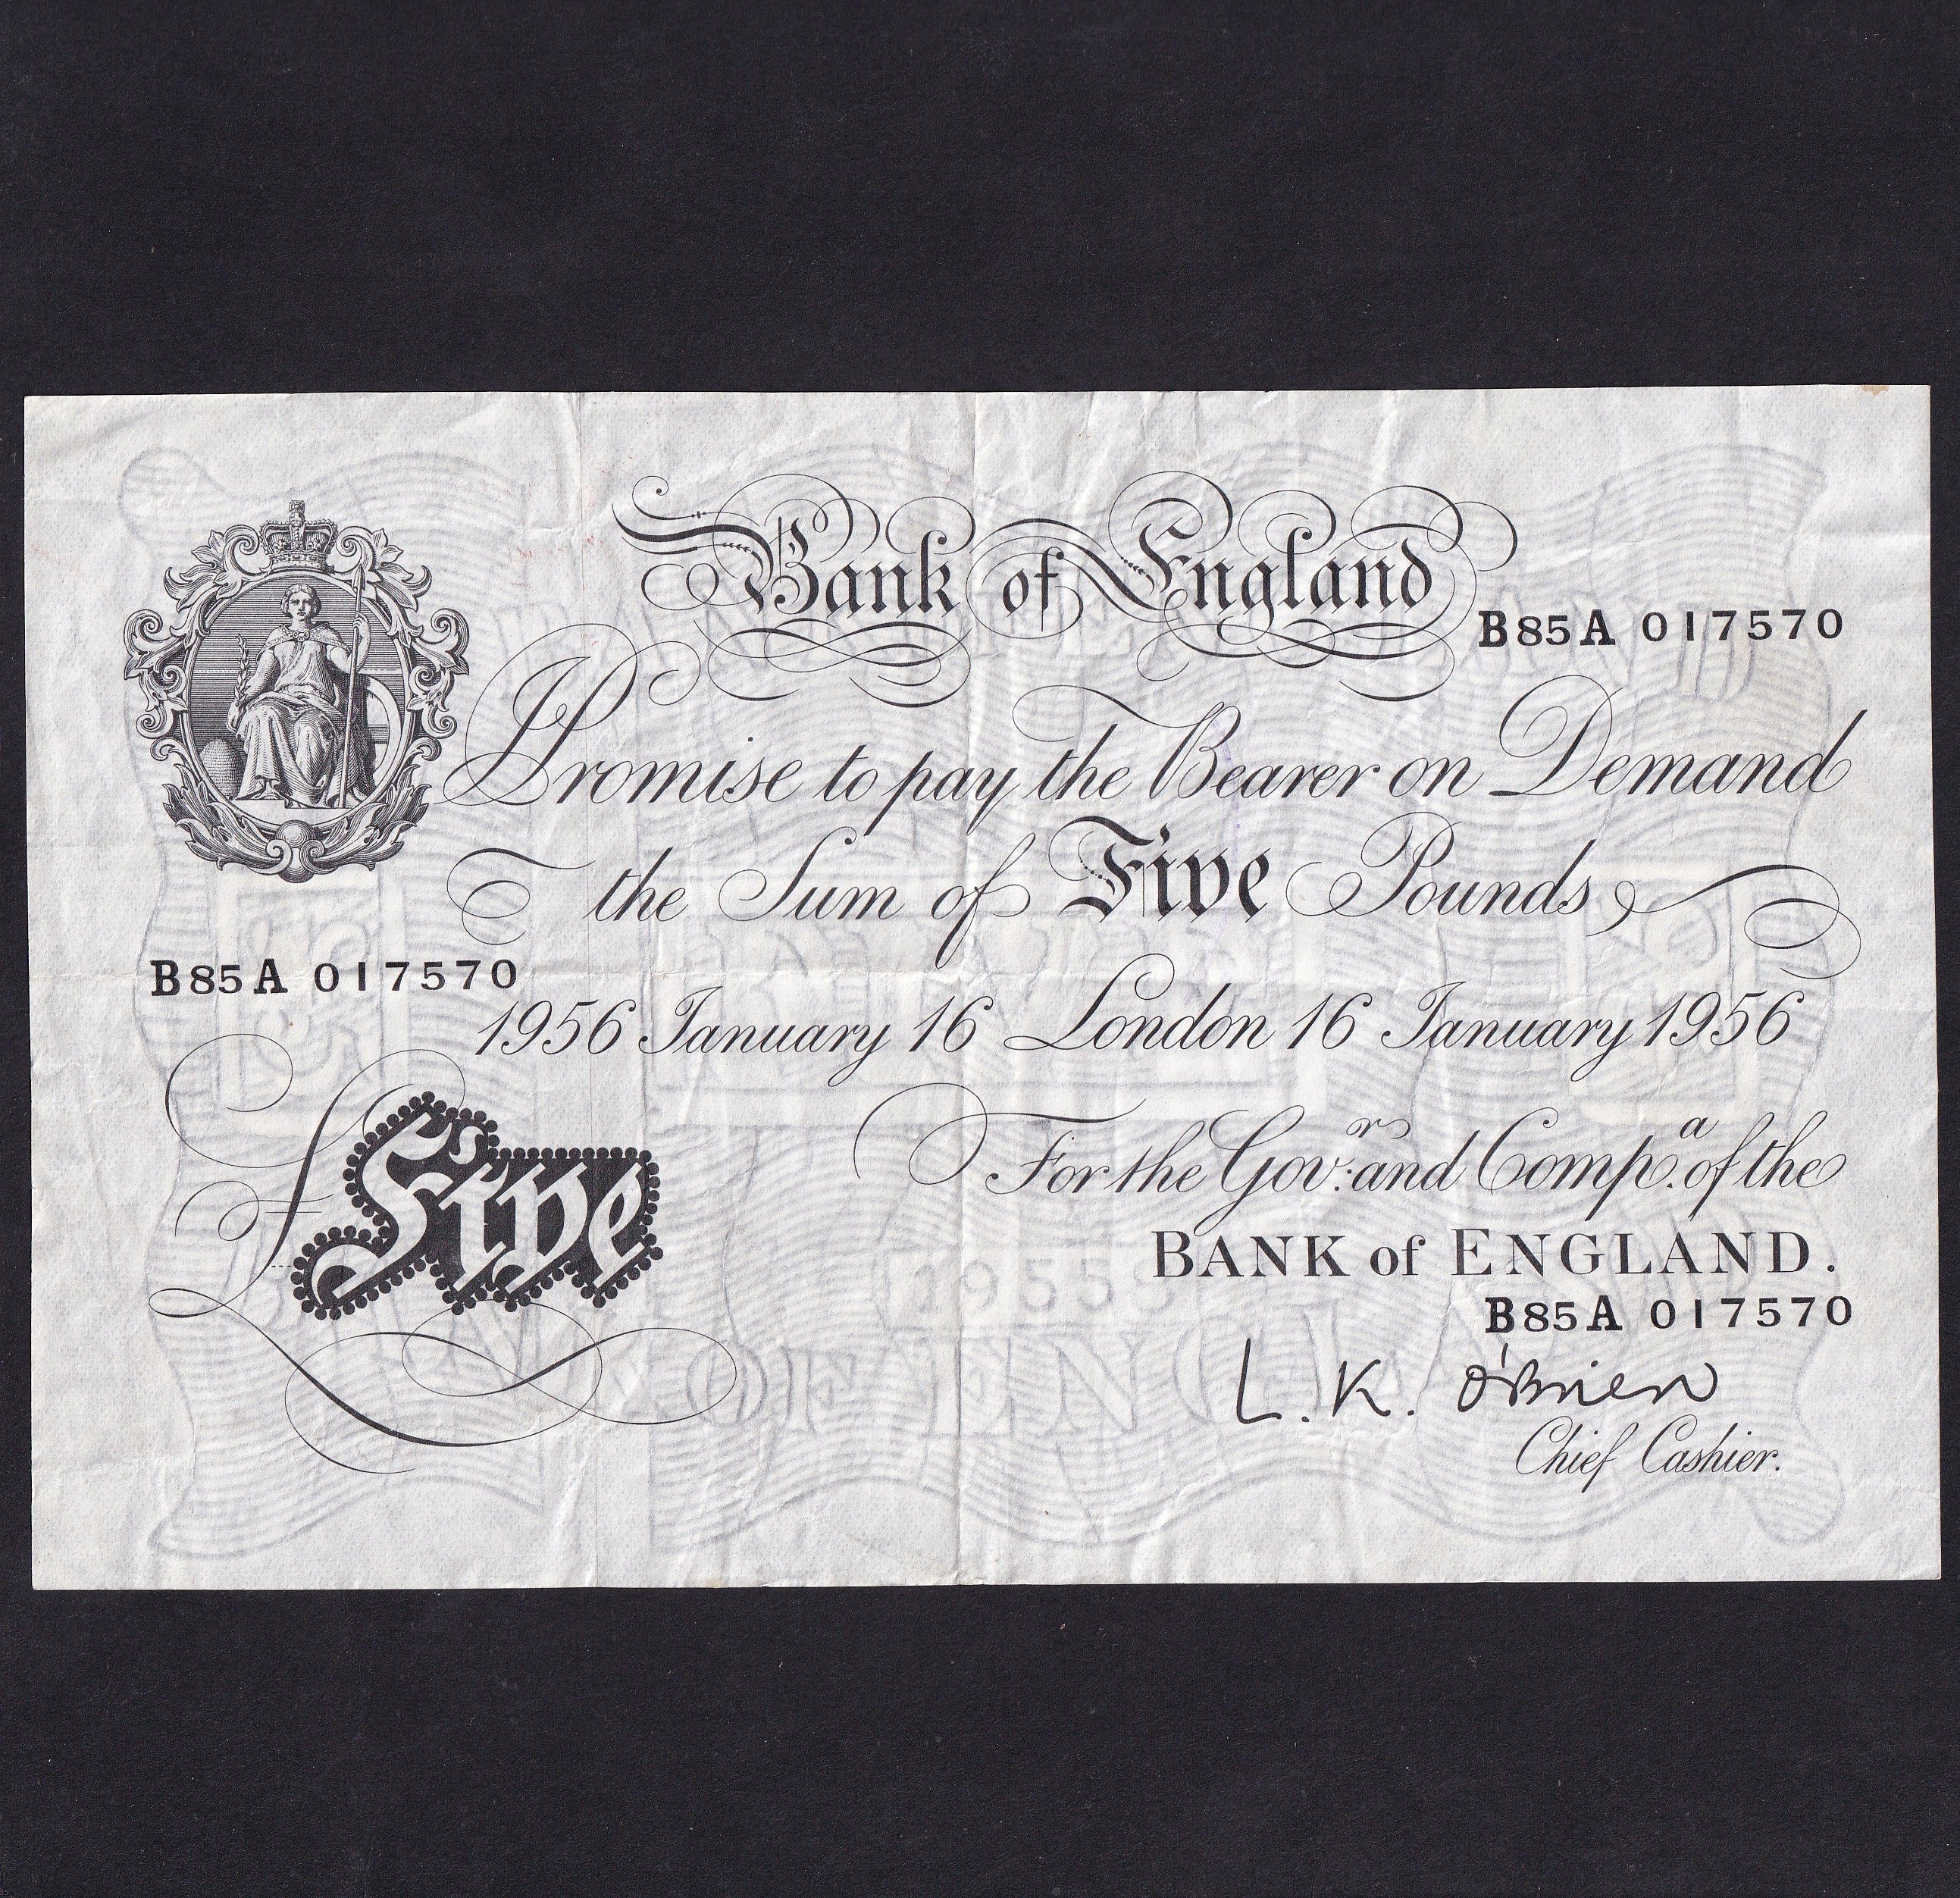 Bank of England
B85A 017570
I Promise to pay the Bearer on Demand
the Sum of Five Pounds
B85A 017570
1956 January 16 London 16 January 1956
£ Five
For the Gov.r and Comp.a of the
BANK of ENGLAND.
B85A 017570
L. K. O'Brien
Chief Cashier.